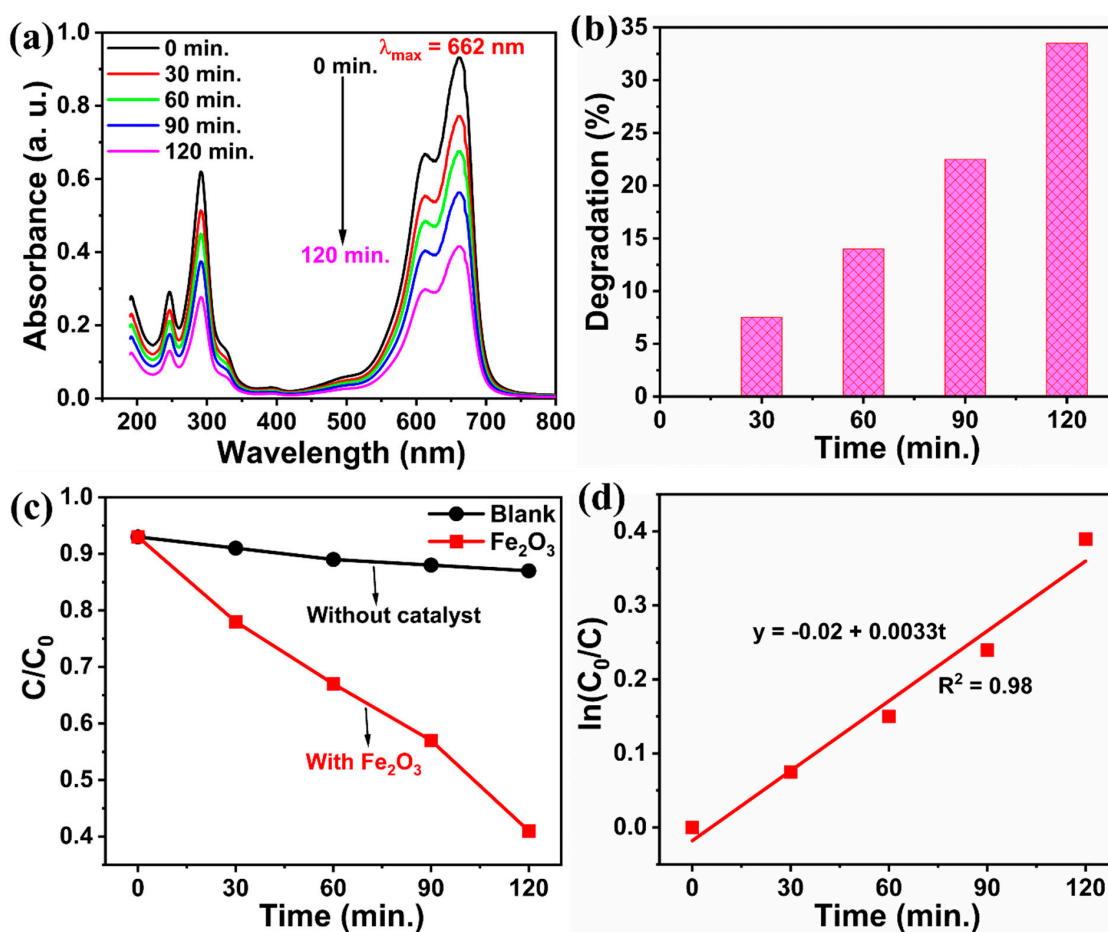 (a)
0 min.
30 min.
60 min.
90 min.
120 min.
λmax = 662 nm
0 min.
120 min.
1.0
0.8
0.6
0.4
0.2
0.0
Absorbance (a. u.)
200 300 400 500 600 700 800
Wavelength (nm)
(b)
35
30
25
20
15
10
5
0
Degradation (%)
0 30 60 90 120
Time (min.)
(c)
Blank
Fe₂O₃
Without catalyst
With Fe₂O₃
1.0
0.9
0.8
0.7
0.6
0.5
0.4
C/C₀
0 30 60 90 120
Time (min.)
(d)
y = -0.02 + 0.0033t
R² = 0.98
0.4
0.3
0.2
0.1
0.0
ln(C₀/C)
0 30 60 90 120
Time (min.)